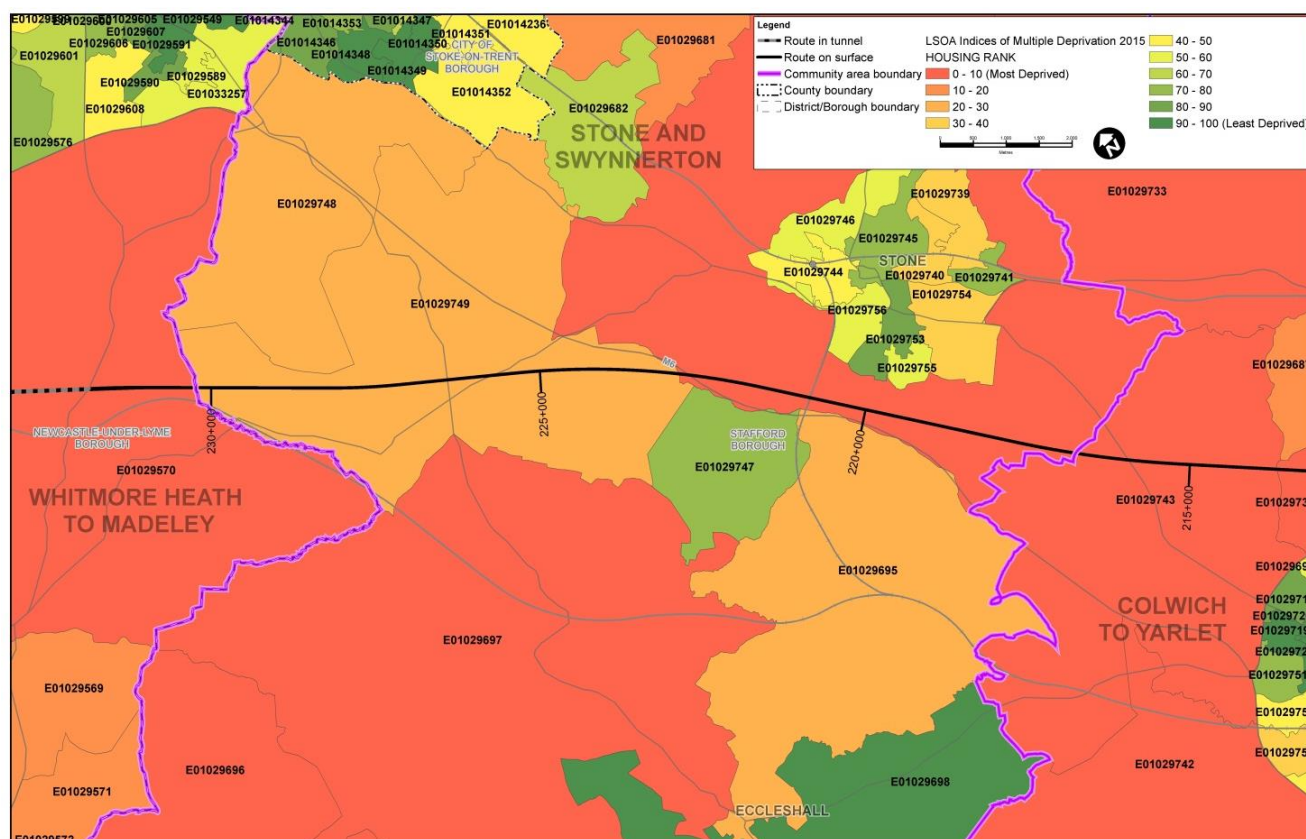 Legend
Route in tunnel
Route on surface
Community area boundary
County boundary
District/Borough boundary
LSOA Indices of Multiple Deprivation 2015
HOUSING RANK
0 - 10 (Most Deprived)
10 - 20
20 - 30
30 - 40
40 - 50
50 - 60
60 - 70
70 - 80
80 - 90
90 - 100 (Least Deprived)
Metres
N
E01029605
E01029549
E01014344
E01014353
E01014347
E01014236
E01029607
E01014351
E01029606
E01029591
E01014346
E01014350
CITY OF
STOKE-ON-TRENT
BOROUGH
E01029681
E01029601
E01014348
E01014349
E01029589
E01029590
E01033257
E01014352
E01029608
E01029682
E01029576
STONE AND
SWYNNERTON
E01029733
E01029739
E01029748
E01029746
E01029745
STONE
E01029744
E01029740
E01029741
E01029754
E01029749
E01029756
E01029753
M6
E01029755
225+000
230+000
220+000
NEWCASTLE-UNDER-LYME
BOROUGH
STAFFORD
BOROUGH
E01029570
E01029747
E01029743
215+000
WHITMORE HEATH
TO MADELEY
E01029695
COLWICH
TO YARLET
E01029719
E01029697
E01029751
E01029569
E01029696
E01029742
E01029698
E01029571
ECCLESHALL